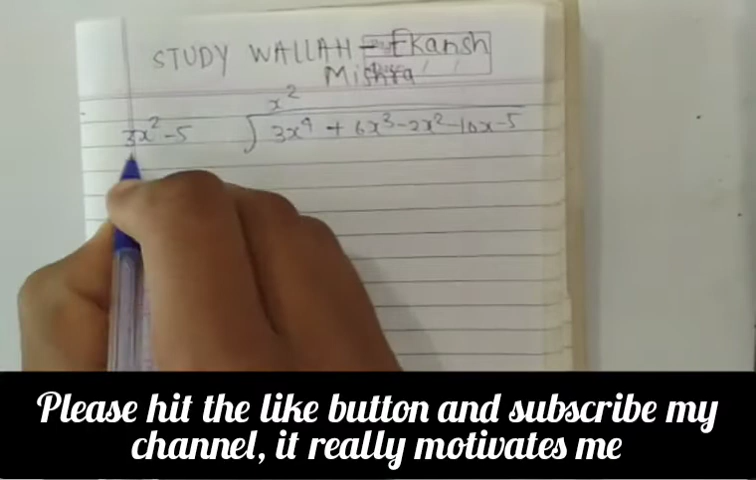 STUDY WALLAH - Ekansh
Mishra
x²
3x²-5 3x⁴ + 6x³-2x²-10x-5
Please hit the like button and subscribe my
channel, it really motivates me